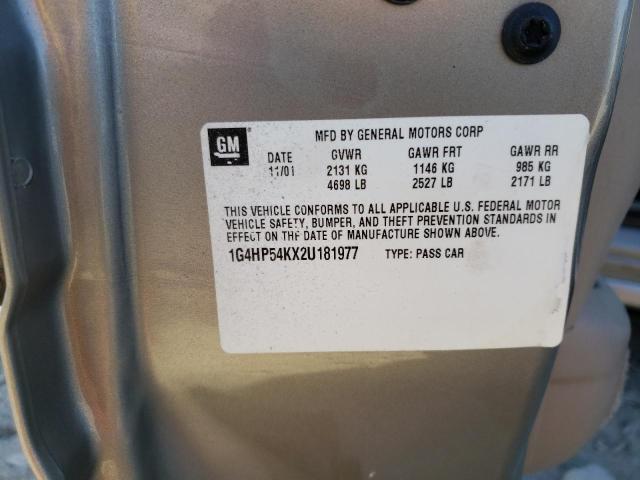 GM
MFD BY GENERAL MOTORS CORP
DATE GVWR GAWR FRT GAWR RR
11/01 2131 KG 1146 KG 985 KG
4698 LB 2527 LB 2171 LB
THIS VEHICLE CONFORMS TO ALL APPLICABLE U.S. FEDERAL MOTOR
VEHICLE SAFETY, BUMPER, AND THEFT PREVENTION STANDARDS IN
EFFECT ON THE DATE OF MANUFACTURE SHOWN ABOVE.
1G4HP54KX2U181977 TYPE: PASS CAR